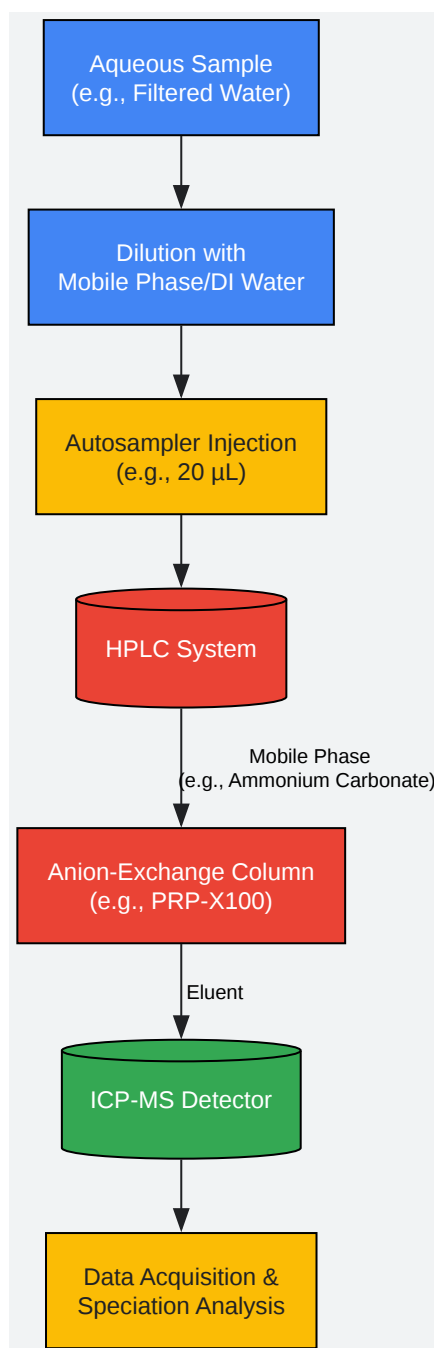 Aqueous Sample
(e.g., Filtered Water)
Dilution with
Mobile Phase/DI Water
Autosampler Injection
(e.g., 20 µL)
HPLC System
Mobile Phase
(e.g., Ammonium Carbonate)
Anion-Exchange Column
(e.g., PRP-X100)
Eluent
ICP-MS Detector
Data Acquisition &
Speciation Analysis